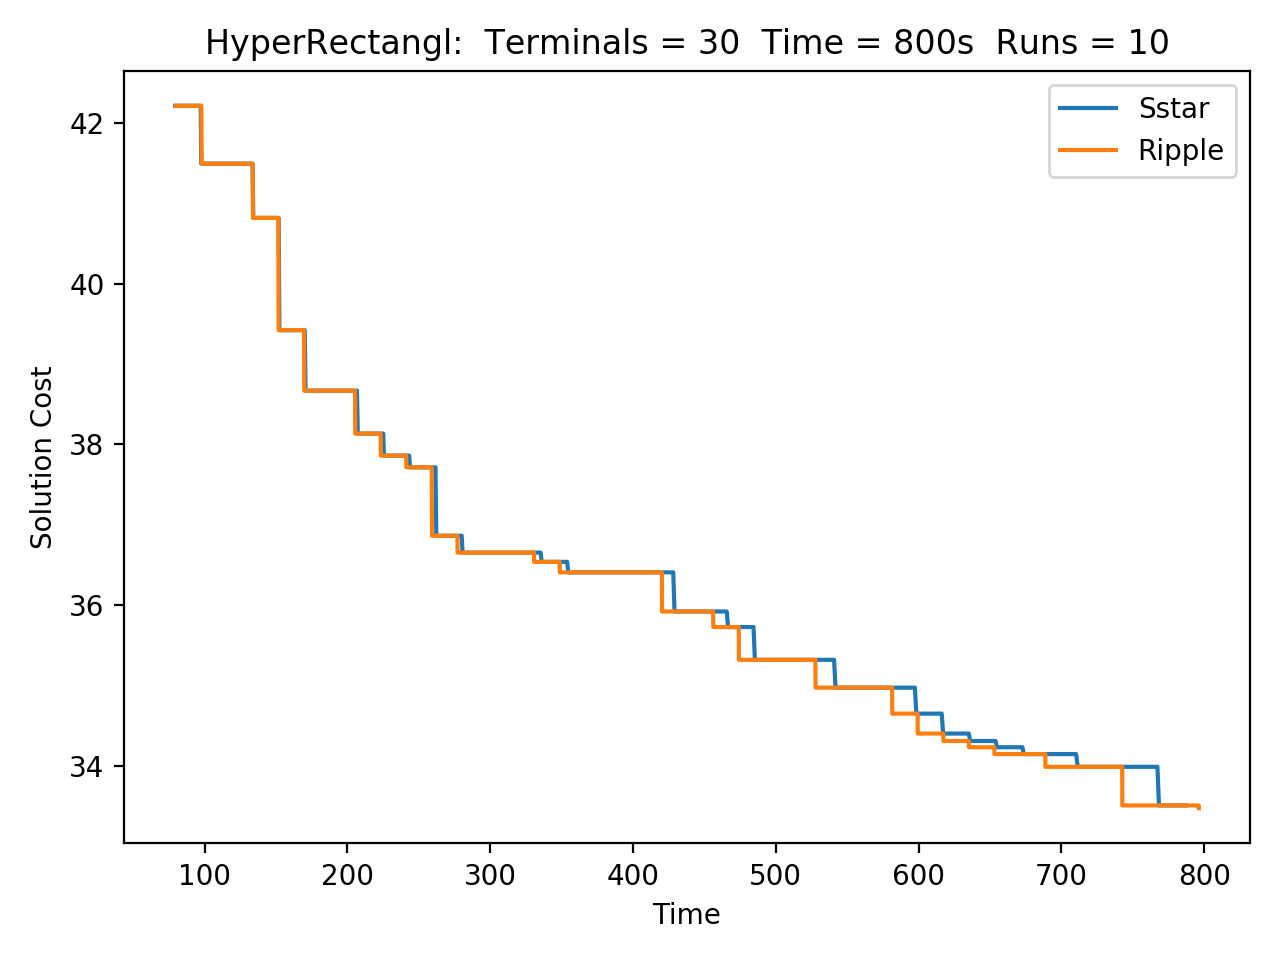 HyperRectangl:  Terminals = 30  Time = 800s  Runs = 10
Sstar
Ripple
42
40
38
36
34
Solution Cost
100 200 300 400 500 600 700 800
Time